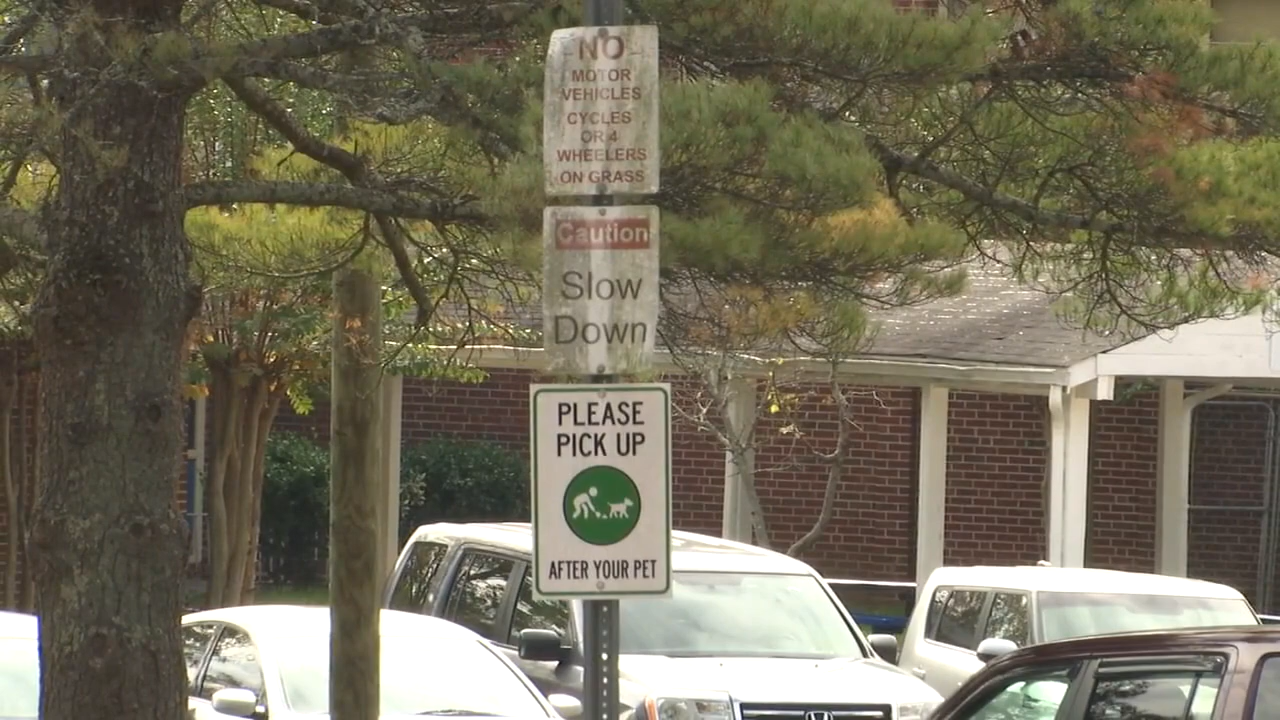 NO
MOTOR
VEHICLES
CYCLES
OR 4
WHEELERS
ON GRASS
Caution
Slow
Down
PLEASE
PICK UP
AFTER YOUR PET